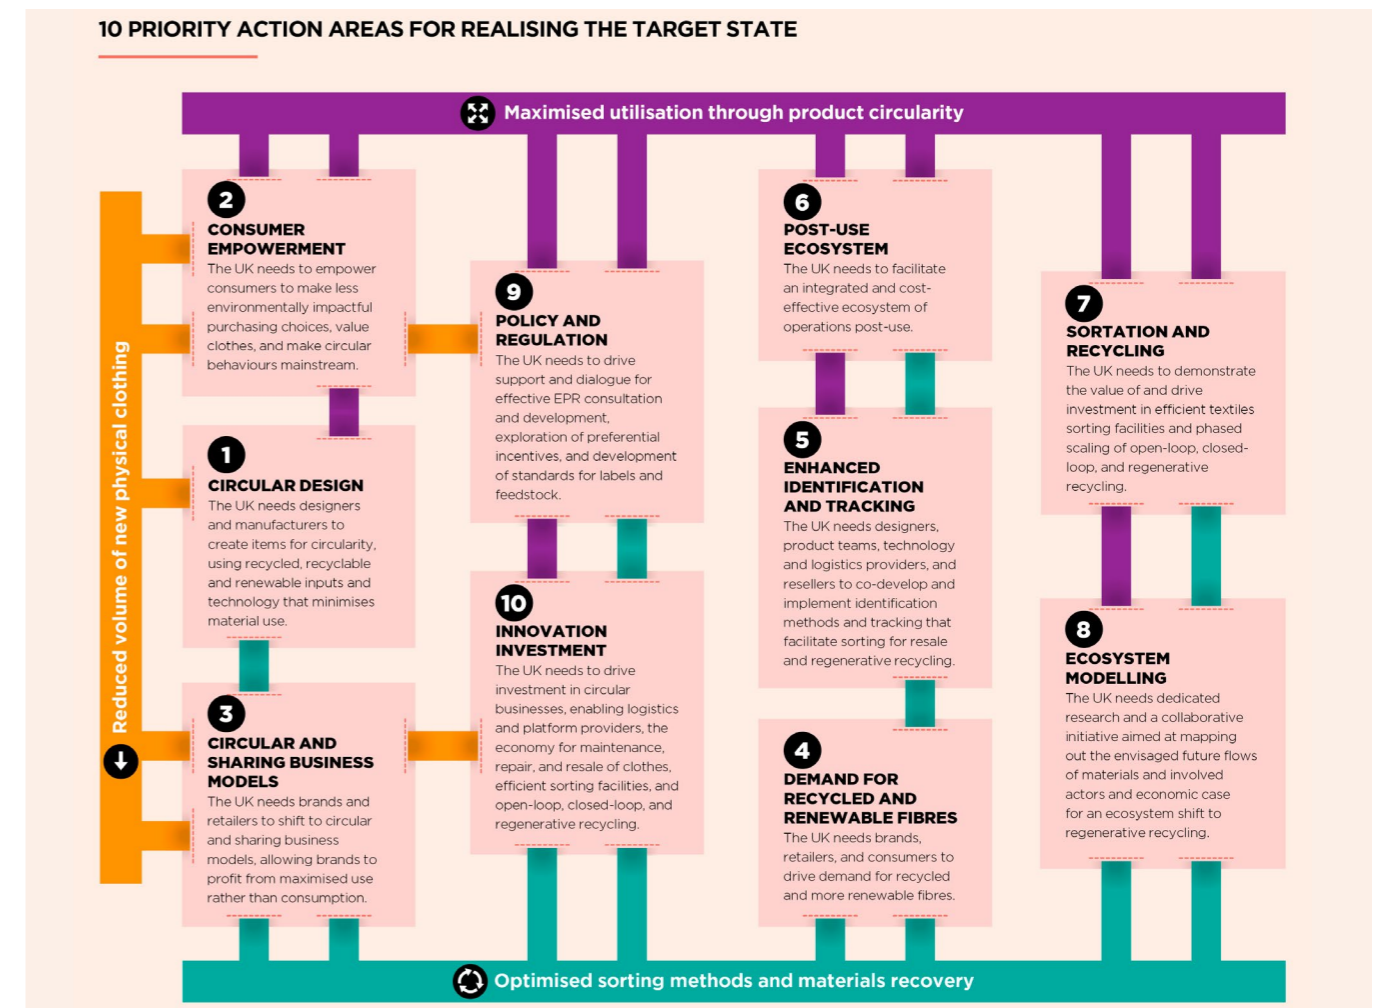 10 PRIORITY ACTION AREAS FOR REALISING THE TARGET STATE
Maximised utilisation through product circularity
Reduced volume of new physical clothing
2
CONSUMER
EMPOWERMENT
The UK needs to empower
consumers to make less
environmentally impactful
purchasing choices, value
clothes, and make circular
behaviours mainstream.
1
CIRCULAR DESIGN
The UK needs designers
and manufacturers to
create items for circularity,
using recycled, recyclable
and renewable inputs and
technology that minimises
material use.
3
CIRCULAR AND
SHARING BUSINESS
MODELS
The UK needs brands and
retailers to shift to circular
and sharing business
models, allowing brands to
profit from maximised use
rather than consumption.
9
POLICY AND
REGULATION
The UK needs to drive
support and dialogue for
effective EPR consultation
and development,
exploration of preferential
incentives, and development
of standards for labels and
feedstock.
10
INNOVATION
INVESTMENT
The UK needs to drive
investment in circular
businesses, enabling logistics
and platform providers, the
economy for maintenance,
repair, and resale of clothes,
efficient sorting facilities, and
open-loop, closed-loop, and
regenerative recycling.
6
POST-USE
ECOSYSTEM
The UK needs to facilitate
an integrated and cost-
effective ecosystem of
operations post-use.
5
ENHANCED
IDENTIFICATION
AND TRACKING
The UK needs designers,
product teams, technology
and logistics providers, and
resellers to co-develop and
implement identification
methods and tracking that
facilitate sorting for resale
and regenerative recycling.
4
DEMAND FOR
RECYCLED AND
RENEWABLE FIBRES
The UK needs brands,
retailers, and consumers to
drive demand for recycled
and more renewable fibres.
7
SORTATION AND
RECYCLING
The UK needs to demonstrate
the value of and drive
investment in efficient textiles
sorting facilities and phased
scaling of open-loop, closed-
loop, and regenerative
recycling.
8
ECOSYSTEM
MODELLING
The UK needs dedicated
research and a collaborative
initiative aimed at mapping
out the envisaged future flows
of materials and involved
actors and economic case
for an ecosystem shift to
regenerative recycling.
Optimised sorting methods and materials recovery